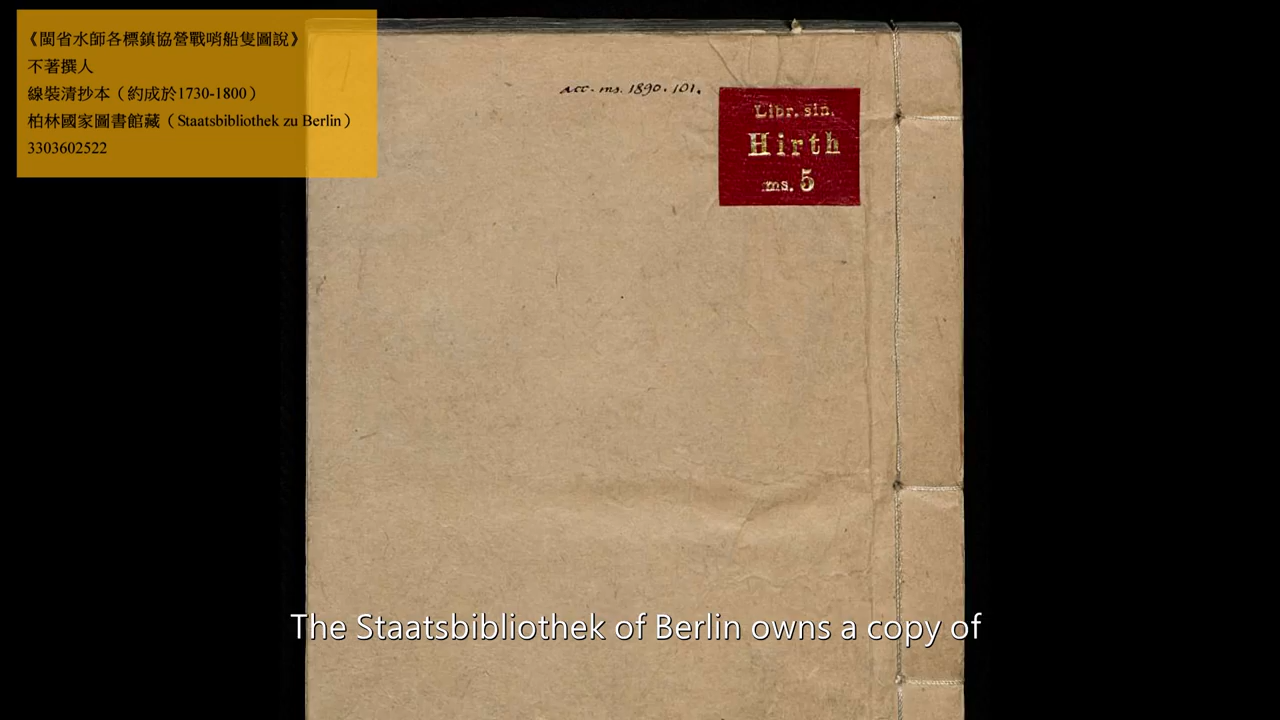 《閩省水師各標鎮協營戰哨船隻圖說》
不著撰人
線裝清抄本（約成於1730-1800）
柏林國家圖書館藏（Staatsbibliothek zu Berlin）
3303602522
acc. ms. 1890. 101.
Libr. sin.
Hirth
ms. 5
The Staatsbibliothek of Berlin owns a copy of